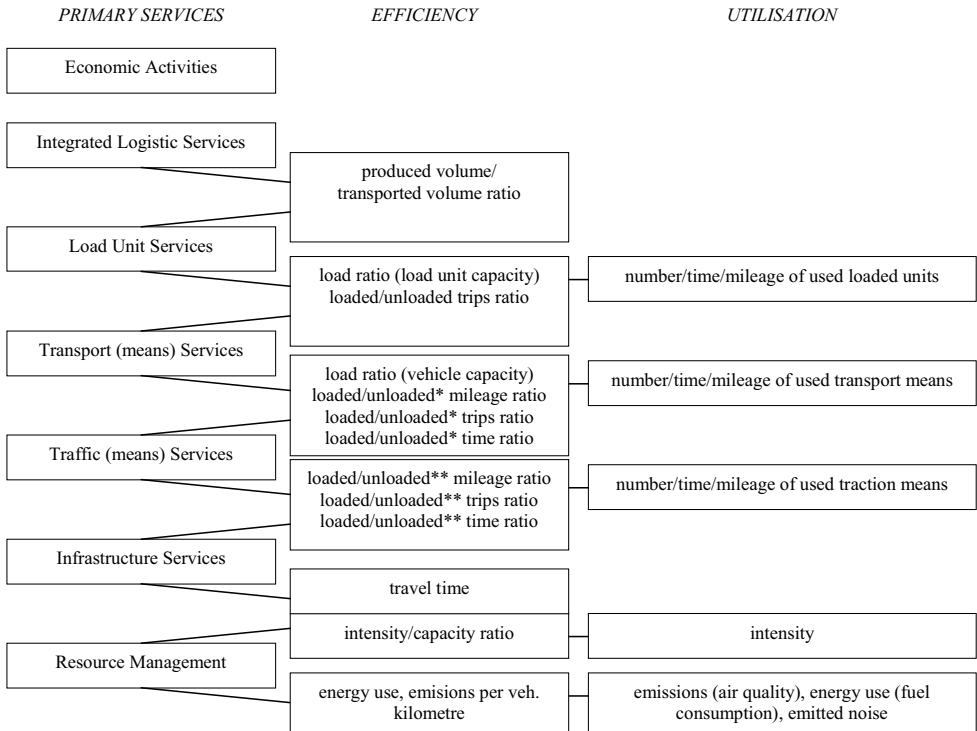 PRIMARY SERVICES EFFICIENCY UTILISATION
Economic Activities
Integrated Logistic Services
produced volume/
transported volume ratio
Load Unit Services
load ratio (load unit capacity)
loaded/unloaded trips ratio
number/time/mileage of used loaded units
Transport (means) Services
load ratio (vehicle capacity)
loaded/unloaded* mileage ratio
loaded/unloaded* trips ratio
loaded/unloaded* time ratio
number/time/mileage of used transport means
Traffic (means) Services
loaded/unloaded** mileage ratio
loaded/unloaded** trips ratio
loaded/unloaded** time ratio
number/time/mileage of used traction means
Infrastructure Services
travel time
intensity/capacity ratio
intensity
Resource Management
energy use, emisions per veh.
kilometre
emissions (air quality), energy use (fuel
consumption), emitted noise